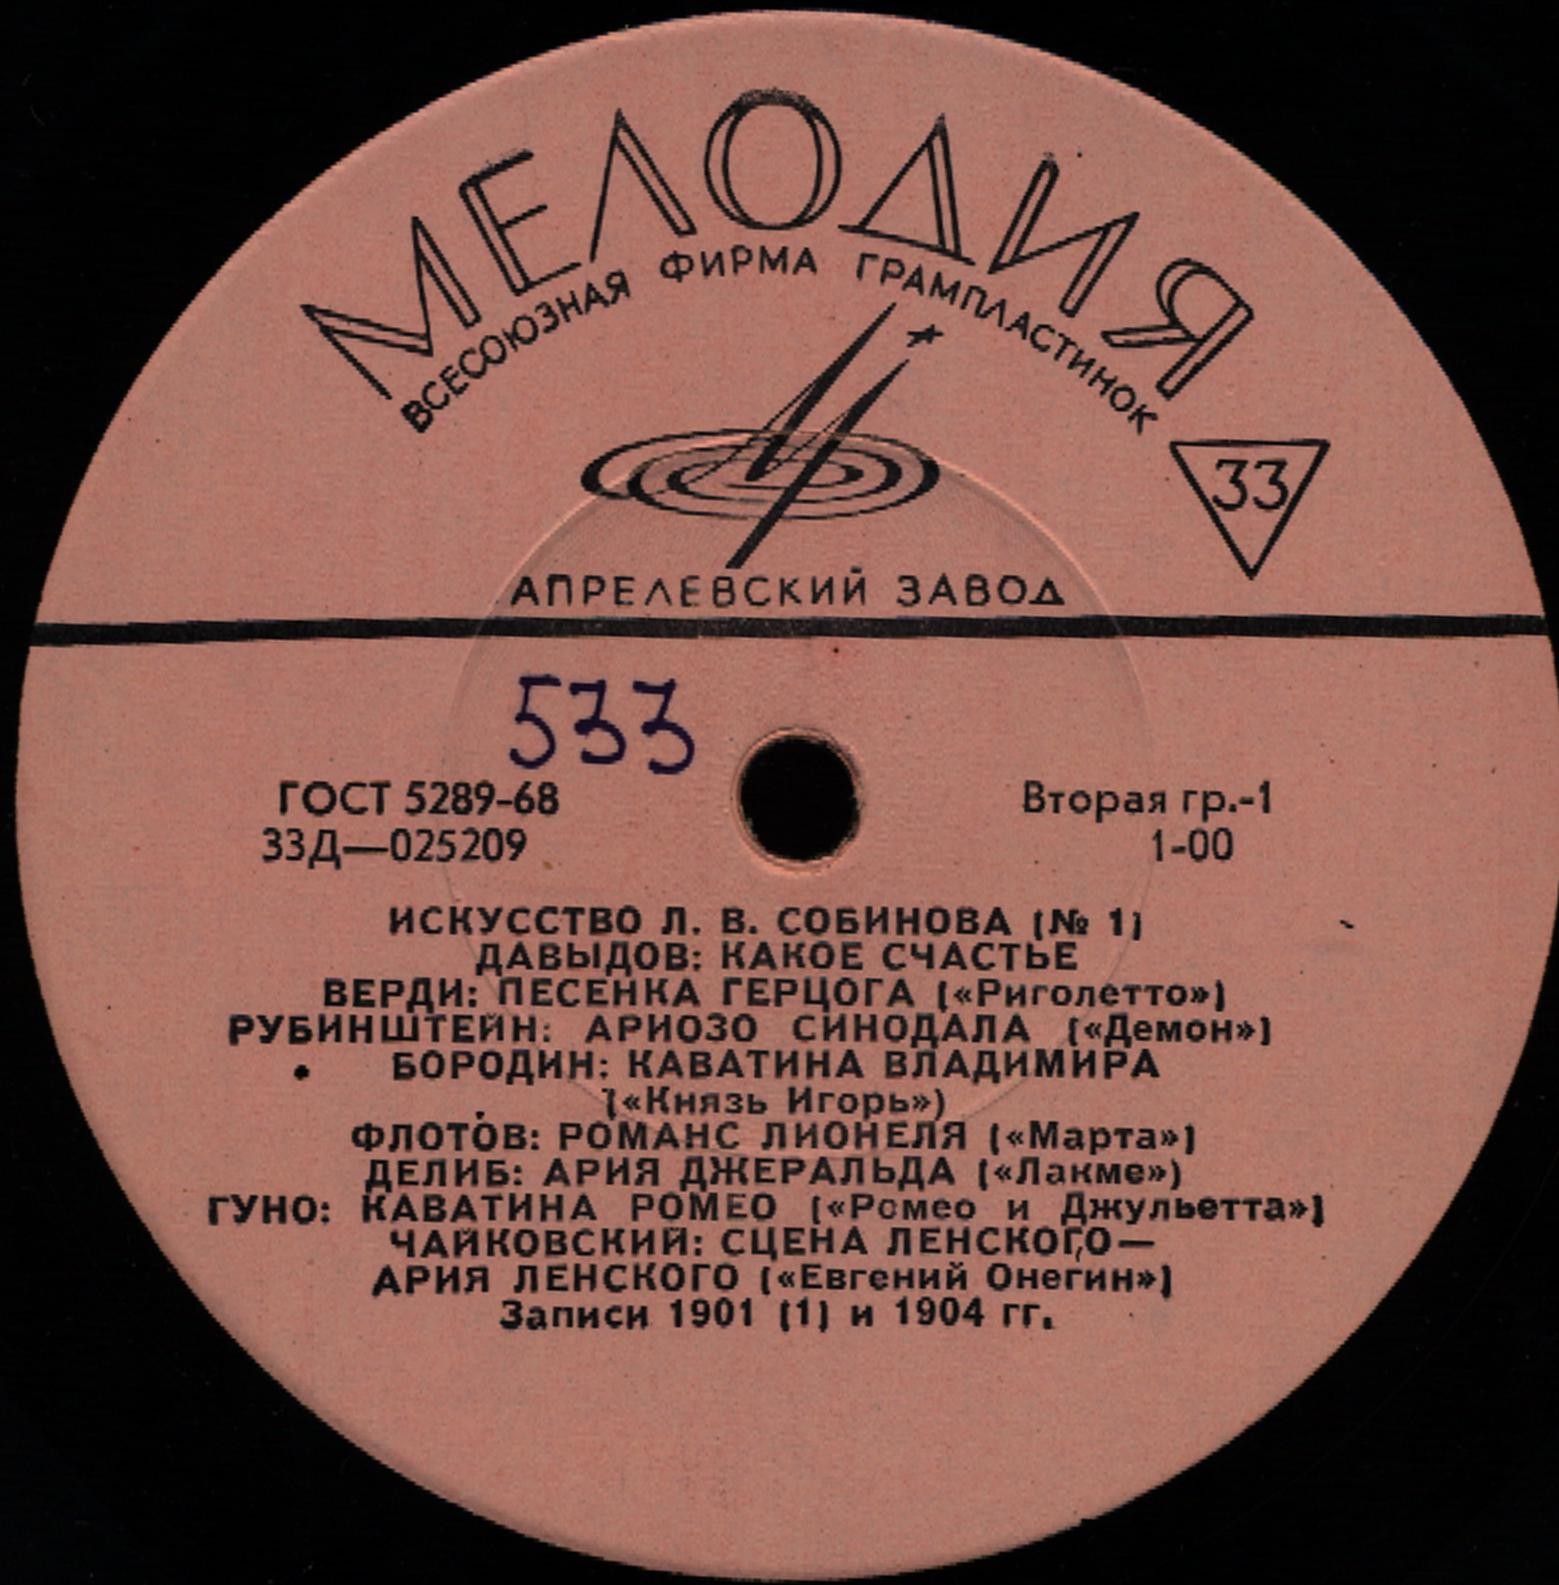 МЕЛОДИЯ
ВСЕСОЮЗНАЯ ФИРМА ГРАМПЛАСТИНОК
33
АПРЕЛЕВСКИЙ ЗАВОД
533
ГОСТ 5289-68
33Д—025209
Вторая гр.-1
1-00
ИСКУССТВО Л. В. СОБИНОВА (№ 1)
ДАВЫДОВ: КАКОЕ СЧАСТЬЕ
ВЕРДИ: ПЕСЕНКА ГЕРЦОГА («Риголетто»)
РУБИНШТЕЙН: АРИОЗО СИНОДАЛА («Демон»)
БОРОДИН: КАВАТИНА ВЛАДИМИРА
(«Князь Игорь»)
ФЛОТОВ: РОМАНС ЛИОНЕЛЯ («Марта»)
ДЕЛИБ: АРИЯ ДЖЕРАЛЬДА («Лакме»)
ГУНО: КАВАТИНА РОМЕО («Ромео и Джульетта»)
ЧАЙКОВСКИЙ: СЦЕНА ЛЕНСКОГО—
АРИЯ ЛЕНСКОГО («Евгений Онегин»)
Записи 1901 (1) и 1904 гг.